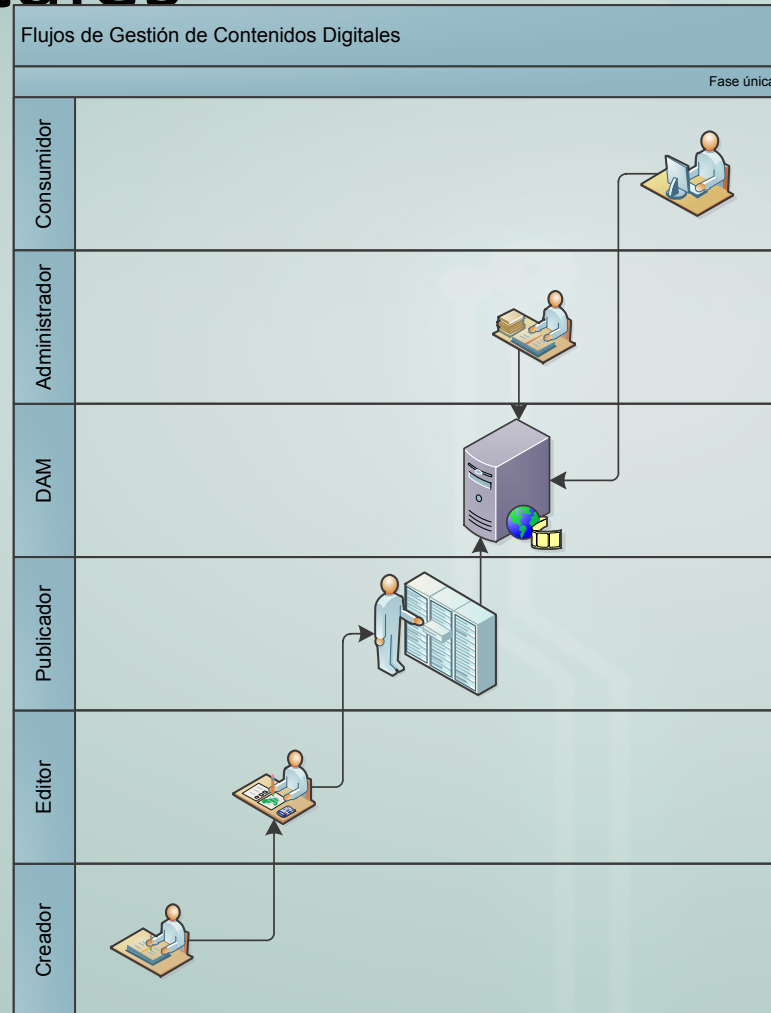 Flujos de Gestión de Contenidos Digitales
Fase única
Consumidor
Administrador
DAM
Publicador
Editor
Creador